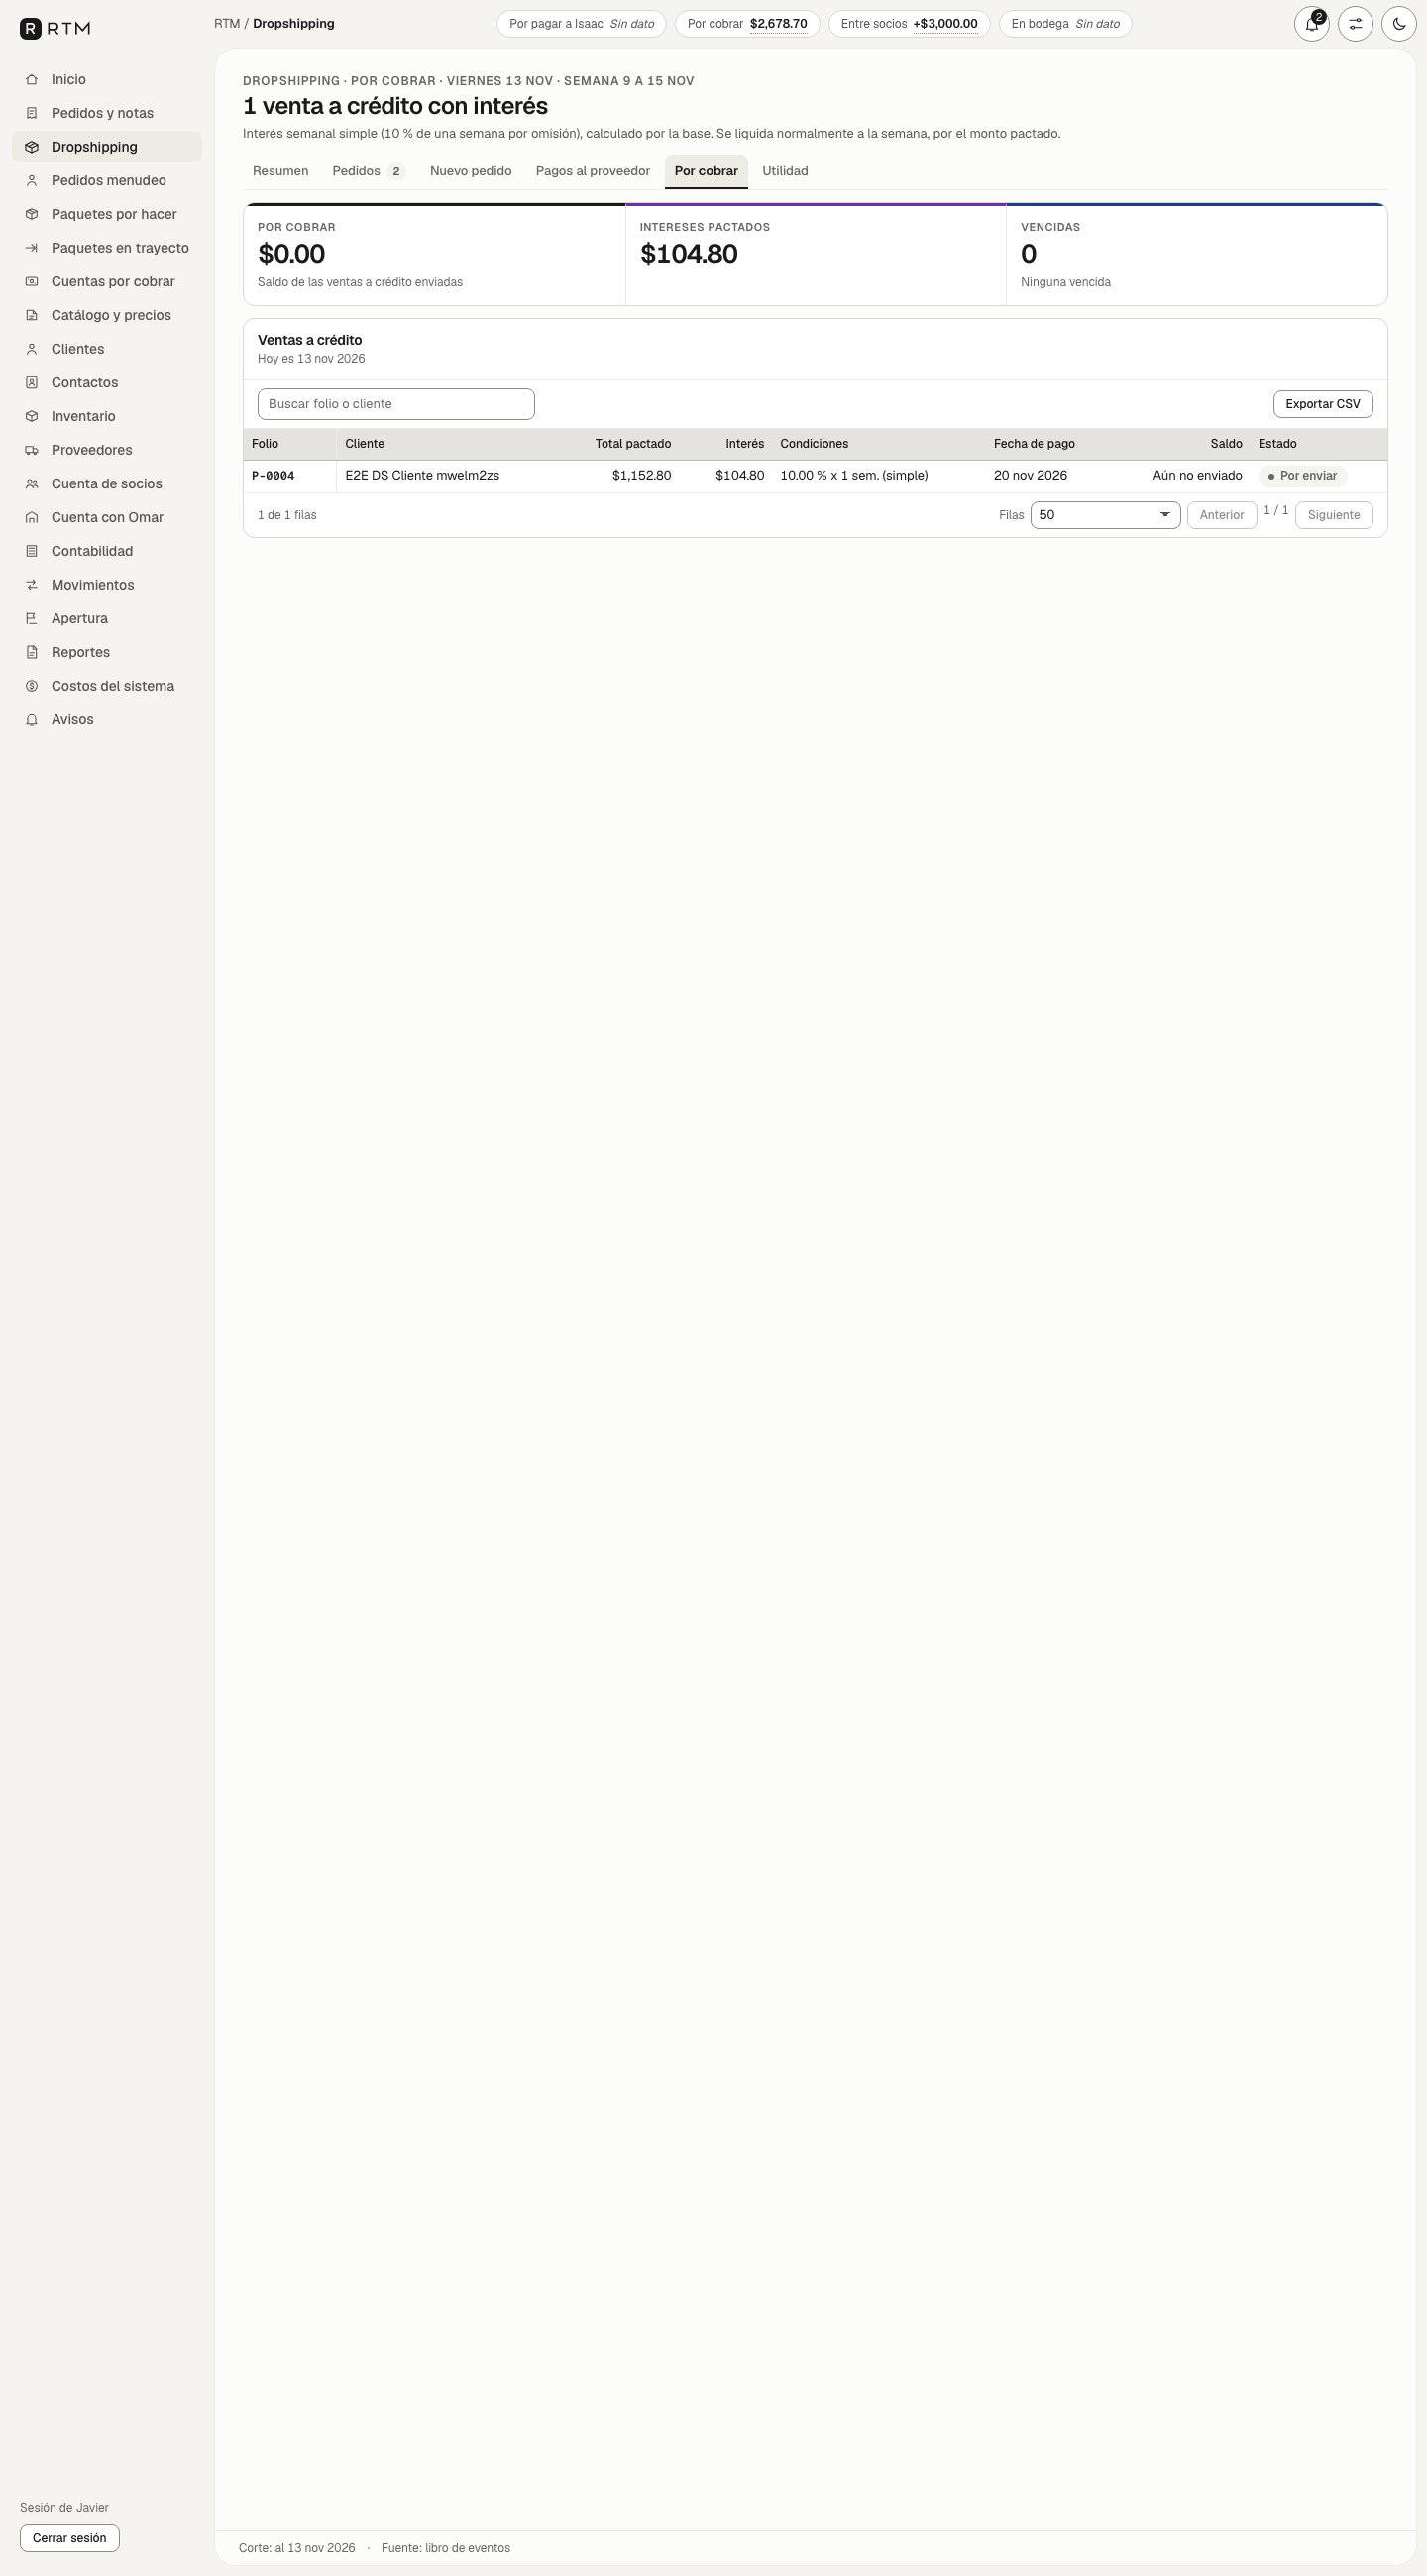 R RTM
RTM / Dropshipping
Por pagar a Isaac Sin dato
Por cobrar $2,678.70
Entre socios +$3,000.00
En bodega Sin dato
2
Inicio
Pedidos y notas
Dropshipping
Pedidos menudeo
Paquetes por hacer
Paquetes en trayecto
Cuentas por cobrar
Catálogo y precios
Clientes
Contactos
Inventario
Proveedores
Cuenta de socios
Cuenta con Omar
Contabilidad
Movimientos
Apertura
Reportes
Costos del sistema
Avisos
Sesión de Javier
Cerrar sesión
DROPSHIPPING · POR COBRAR · VIERNES 13 NOV · SEMANA 9 A 15 NOV
1 venta a crédito con interés
Interés semanal simple (10 % de una semana por omisión), calculado por la base. Se liquida normalmente a la semana, por el monto pactado.
Resumen Pedidos 2 Nuevo pedido Pagos al proveedor Por cobrar Utilidad
POR COBRAR
$0.00
Saldo de las ventas a crédito enviadas
INTERESES PACTADOS
$104.80
VENCIDAS
0
Ninguna vencida
Ventas a crédito
Hoy es 13 nov 2026
Buscar folio o cliente
Exportar CSV
Folio Cliente Total pactado Interés Condiciones Fecha de pago Saldo Estado
P-0004 E2E DS Cliente mwelm2zs $1,152.80 $104.80 10.00 % x 1 sem. (simple) 20 nov 2026 Aún no enviado Por enviar
1 de 1 filas
Filas 50 Anterior 1 / 1 Siguiente
Corte: al 13 nov 2026 · Fuente: libro de eventos